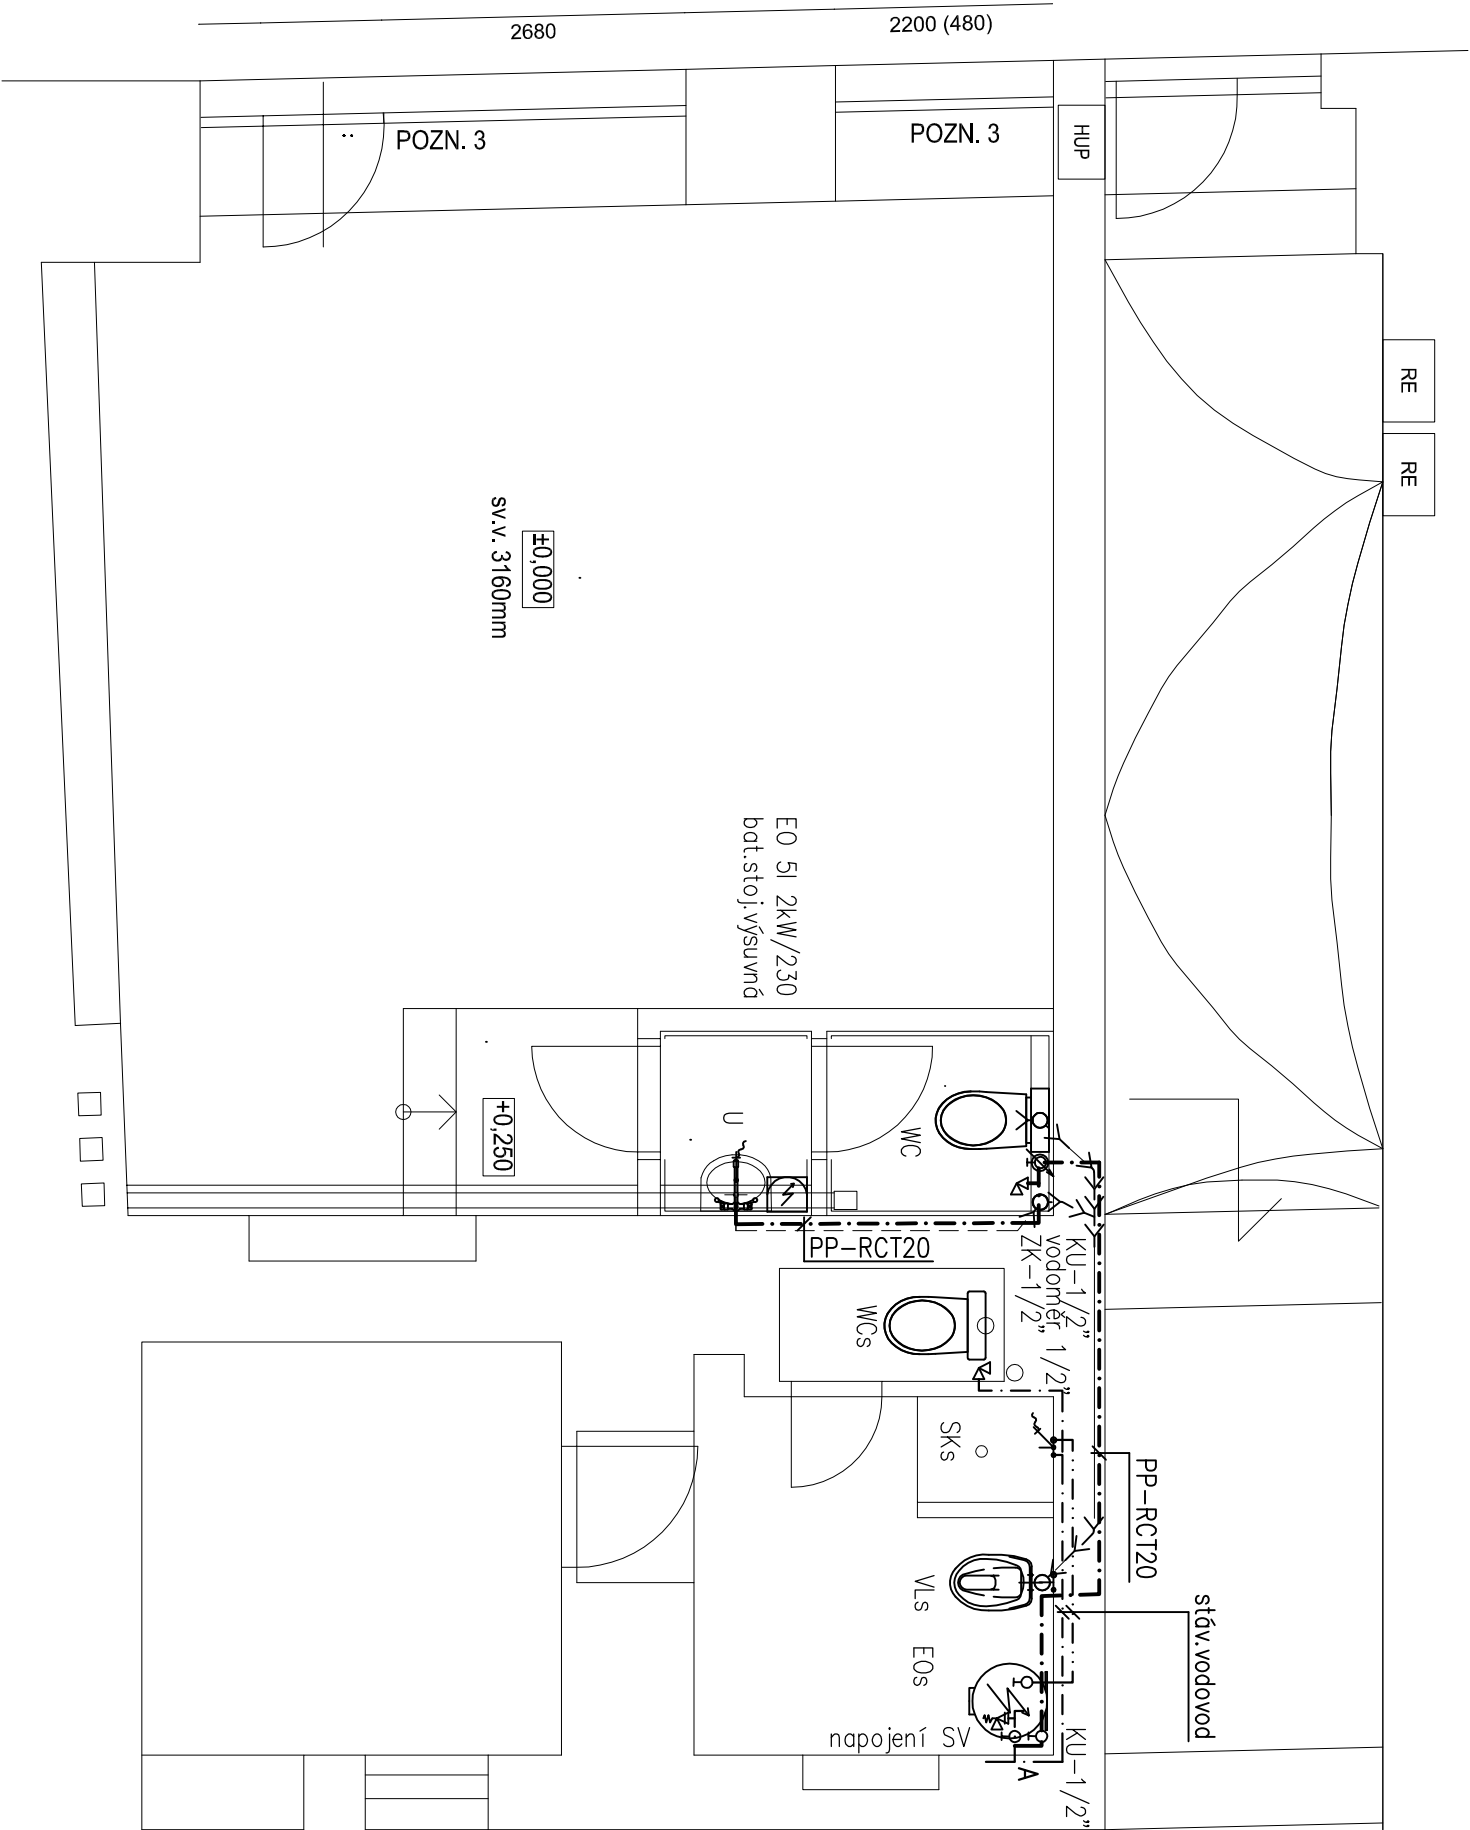 2680
2200 (480)
POZN. 3
POZN. 3
HUP
RE
RE
±0,000
sv.v. 3160mm
EO 5l 2kW/230
bat.stoj.výsuvná
+0,250
U
WC
PP-RCT20
KU-1/2"
vodoměr 1/2"
ZK-1/2"
WCs
SKs
PP-RCT20
VLs
stáv.vodovod
EOs
napojení SV
A
KU-1/2"